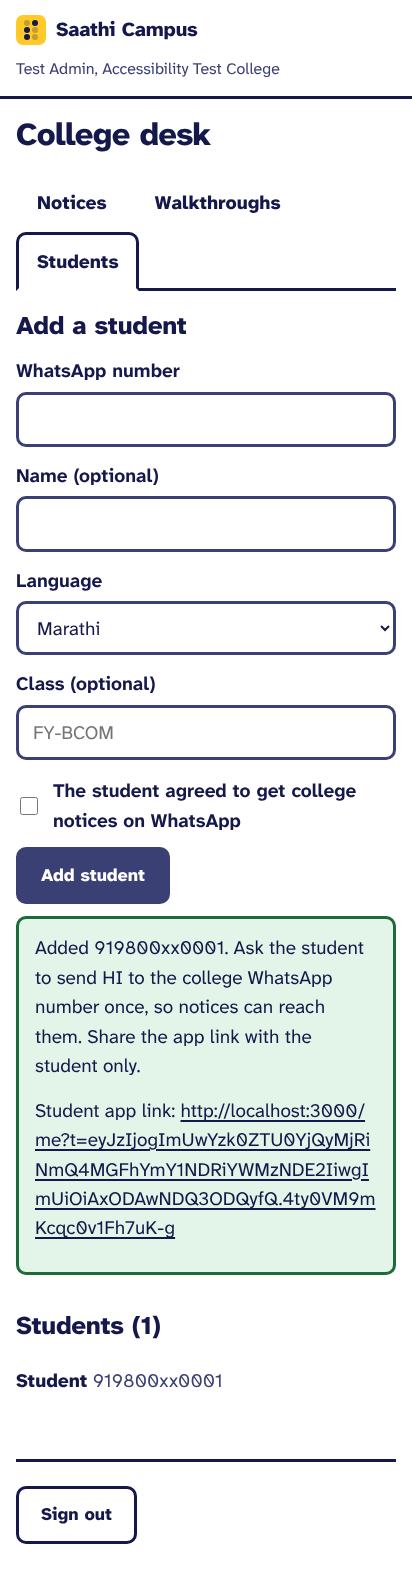 Saathi Campus
Test Admin, Accessibility Test College
College desk
Notices
Walkthroughs
Students
Add a student
WhatsApp number
Name (optional)
Language
Marathi
Class (optional)
FY-BCOM
The student agreed to get college
notices on WhatsApp
Add student
Added 919800xx0001. Ask the student
to send HI to the college WhatsApp
number once, so notices can reach
them. Share the app link with the
student only.
Student app link: http://localhost:3000/
me?t=eyJzIjogImUwYzk0ZTU0YjQyMjRi
NmQ4MGFhYmY1NDRiYWMzNDE2IiwgI
mUiOiAxODAwNDQ3ODQyfQ.4ty0VM9m
Kcqc0v1Fh7uK-g
Students (1)
Student 919800xx0001
Sign out